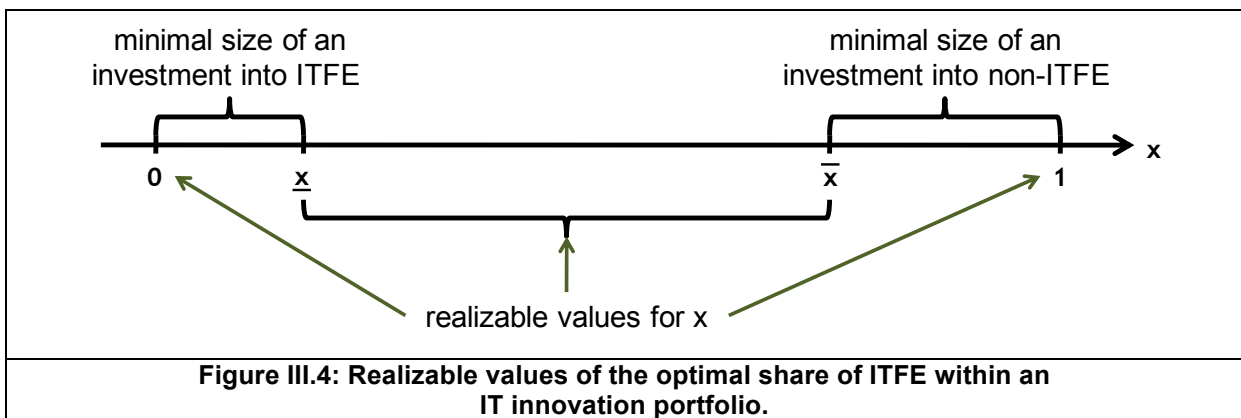 minimal size of an
investment into ITFE
minimal size of an
investment into non-ITFE
x
0
x̲
x̅
1
realizable values for x
Figure III.4: Realizable values of the optimal share of ITFE within an
IT innovation portfolio.